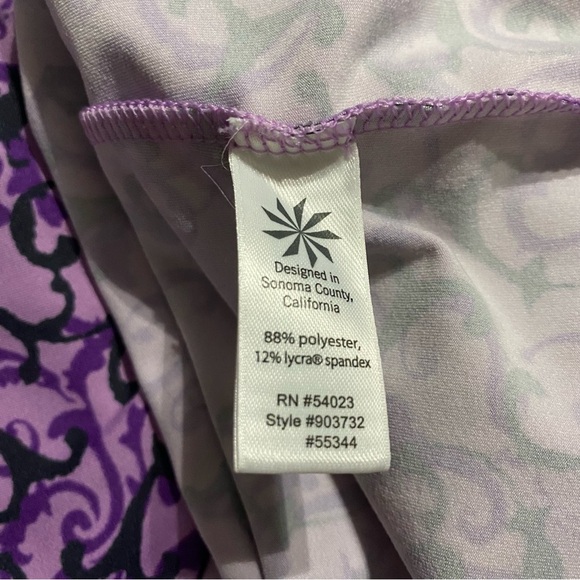 Designed in
Sonoma County,
California
88% polyester,
12% lycra® spandex
RN #54023
Style #903732
#55344